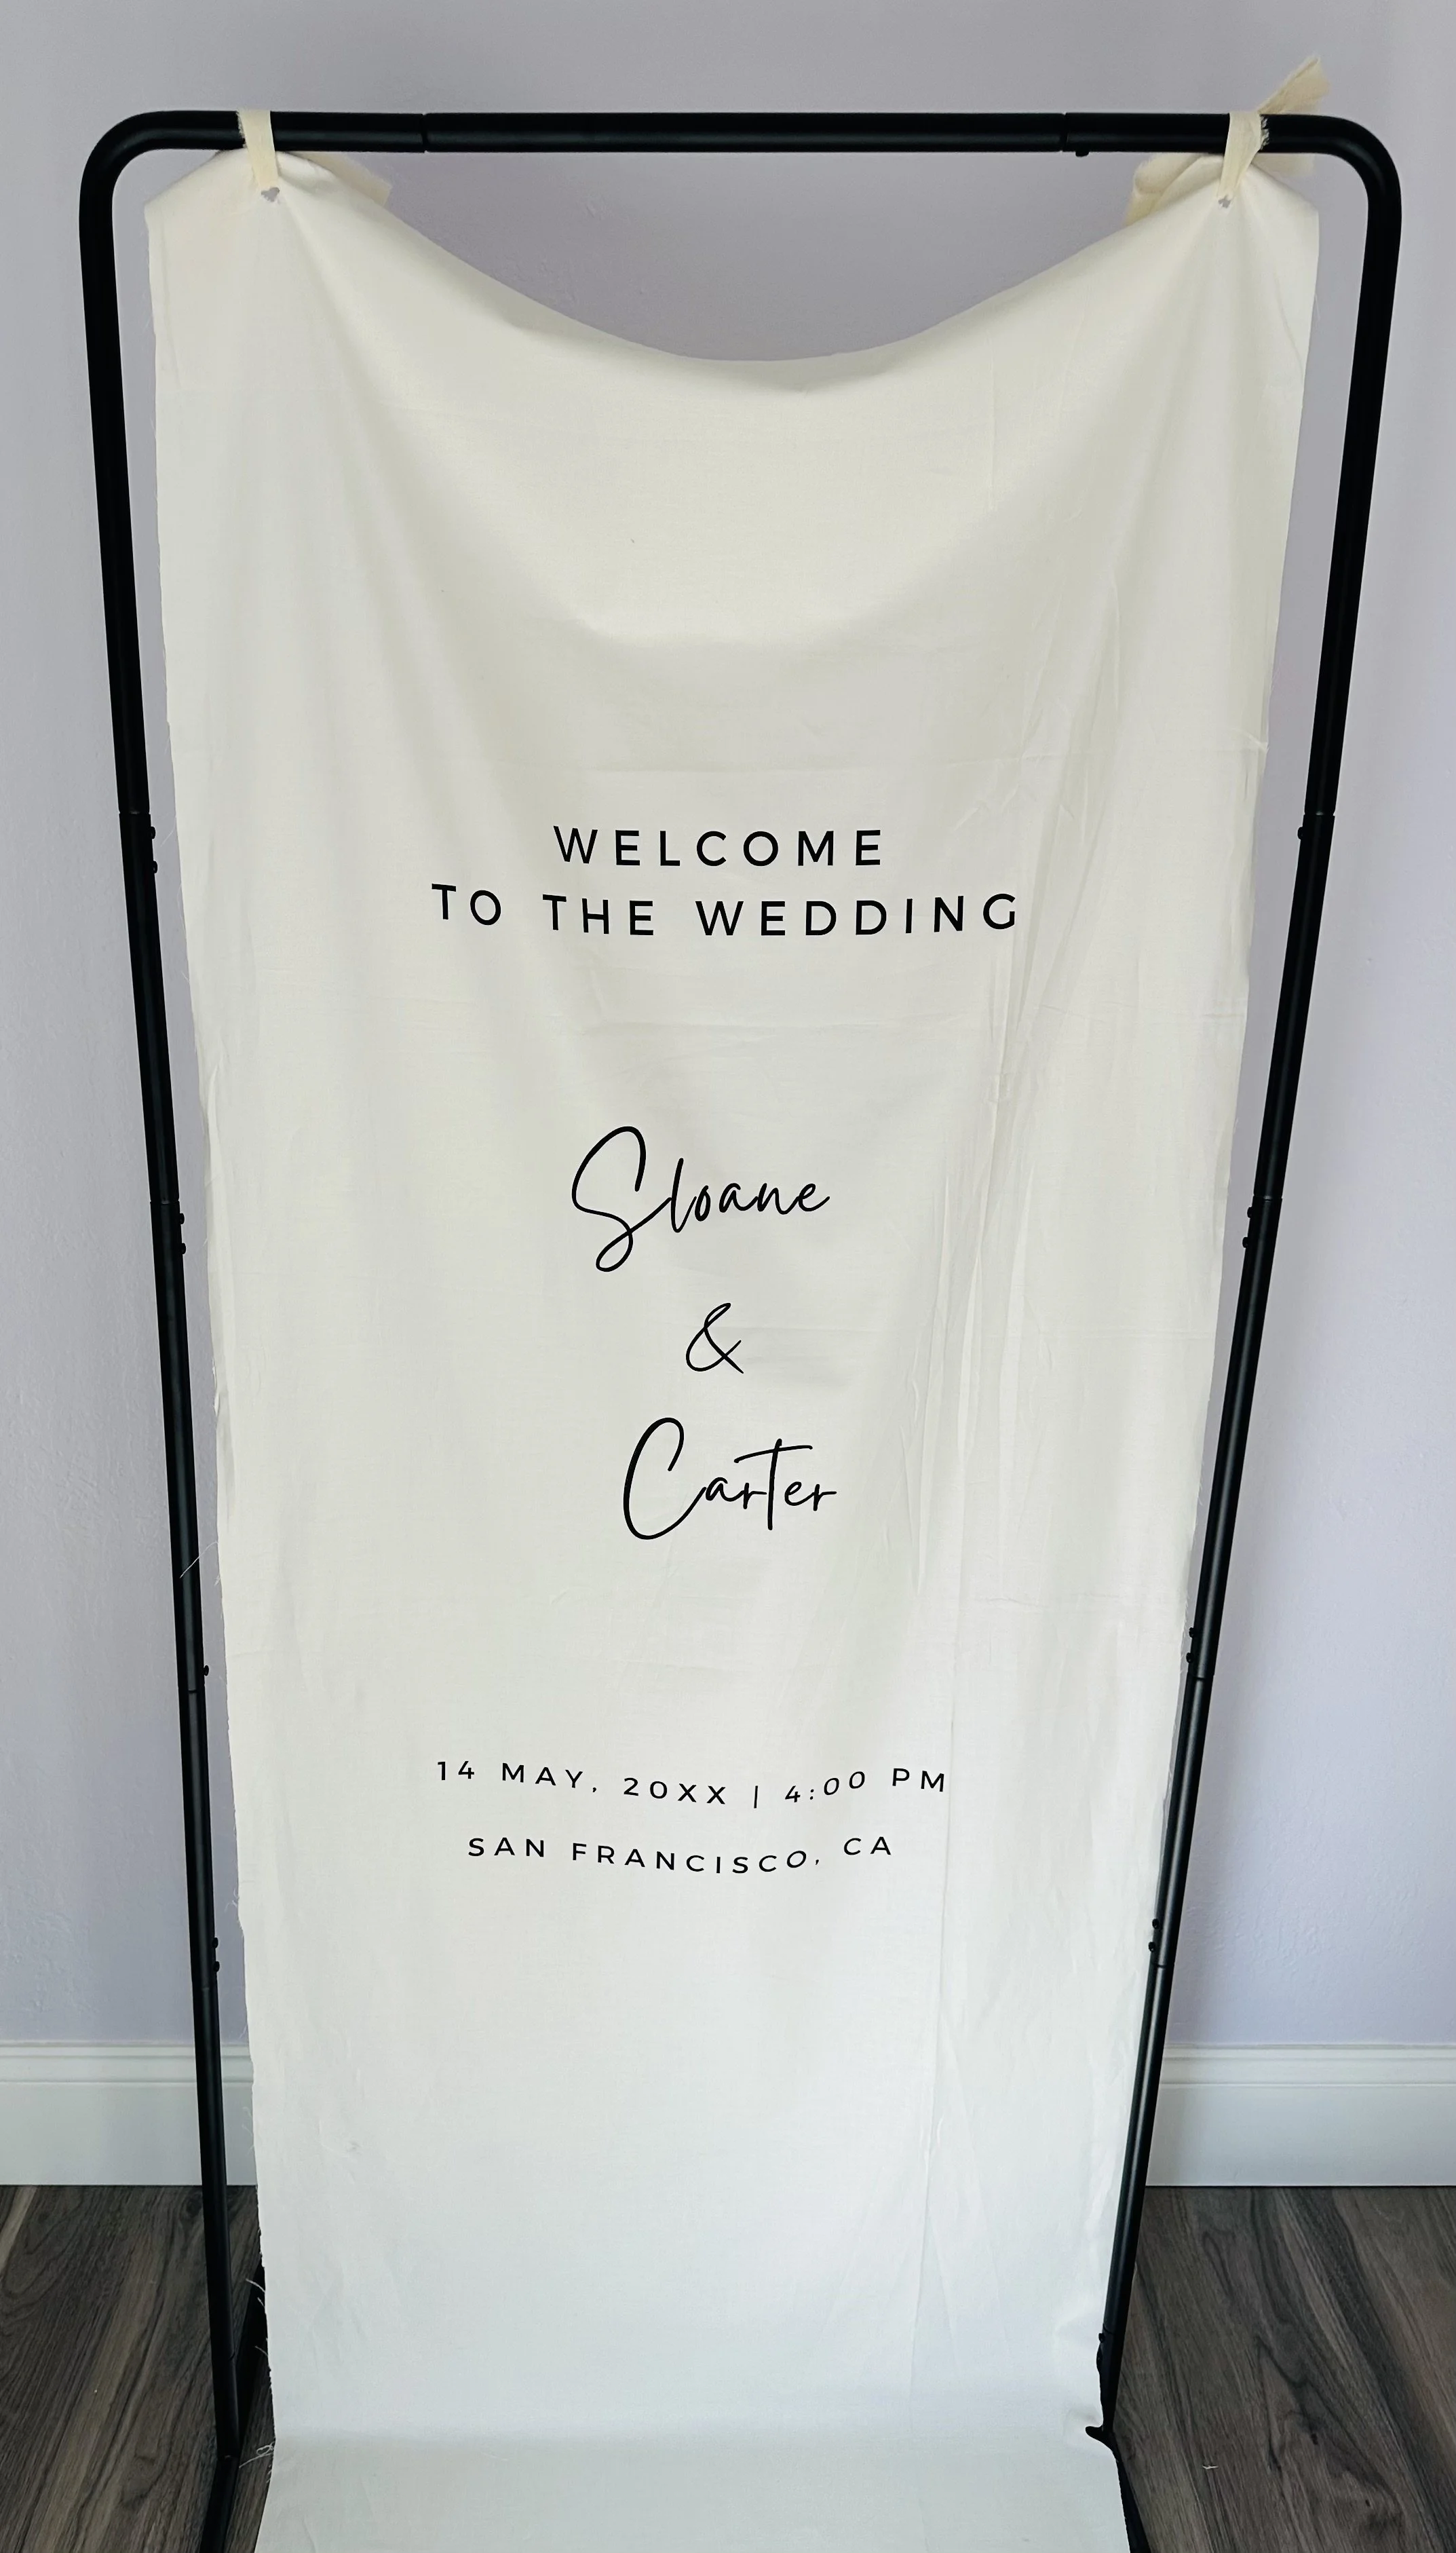 WELCOME
TO THE WEDDING
Sloane
&
Carter
14 MAY, 20XX | 4:00 PM
SAN FRANCISCO, CA